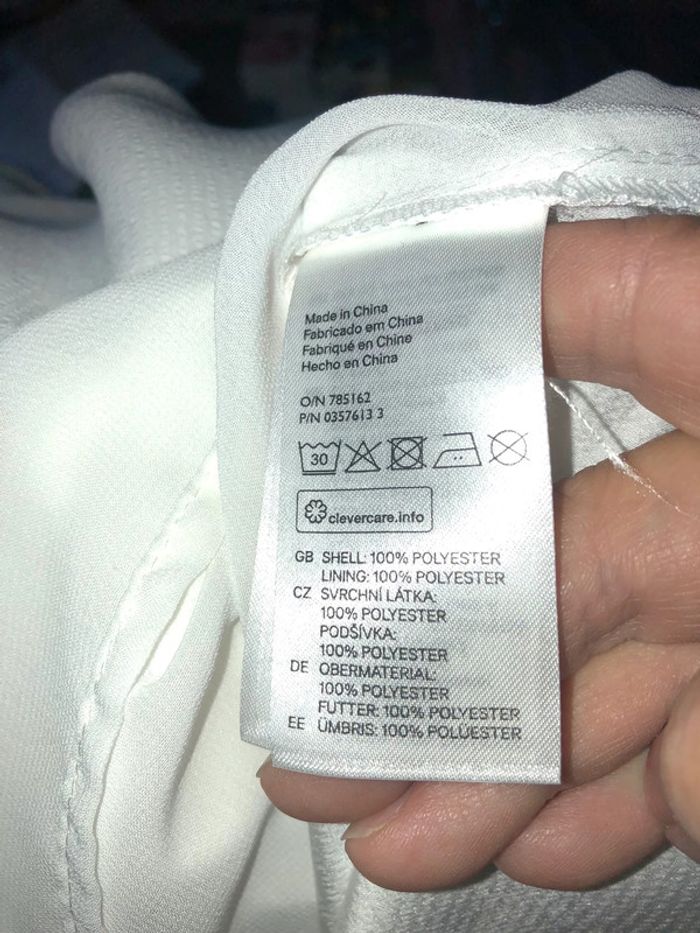 Made in China
Fabricado em China
Fabriqué en Chine
Hecho en China
O/N 785162
P/N 0357613 3
30
clevercare.info
GB SHELL: 100% POLYESTER
LINING: 100% POLYESTER
CZ SVRCHNÍ LÁTKA:
100% POLYESTER
PODŠÍVKA:
100% POLYESTER
DE OBERMATERIAL:
100% POLYESTER
FUTTER: 100% POLYESTER
EE ÜMBRIS: 100% POLÜESTER